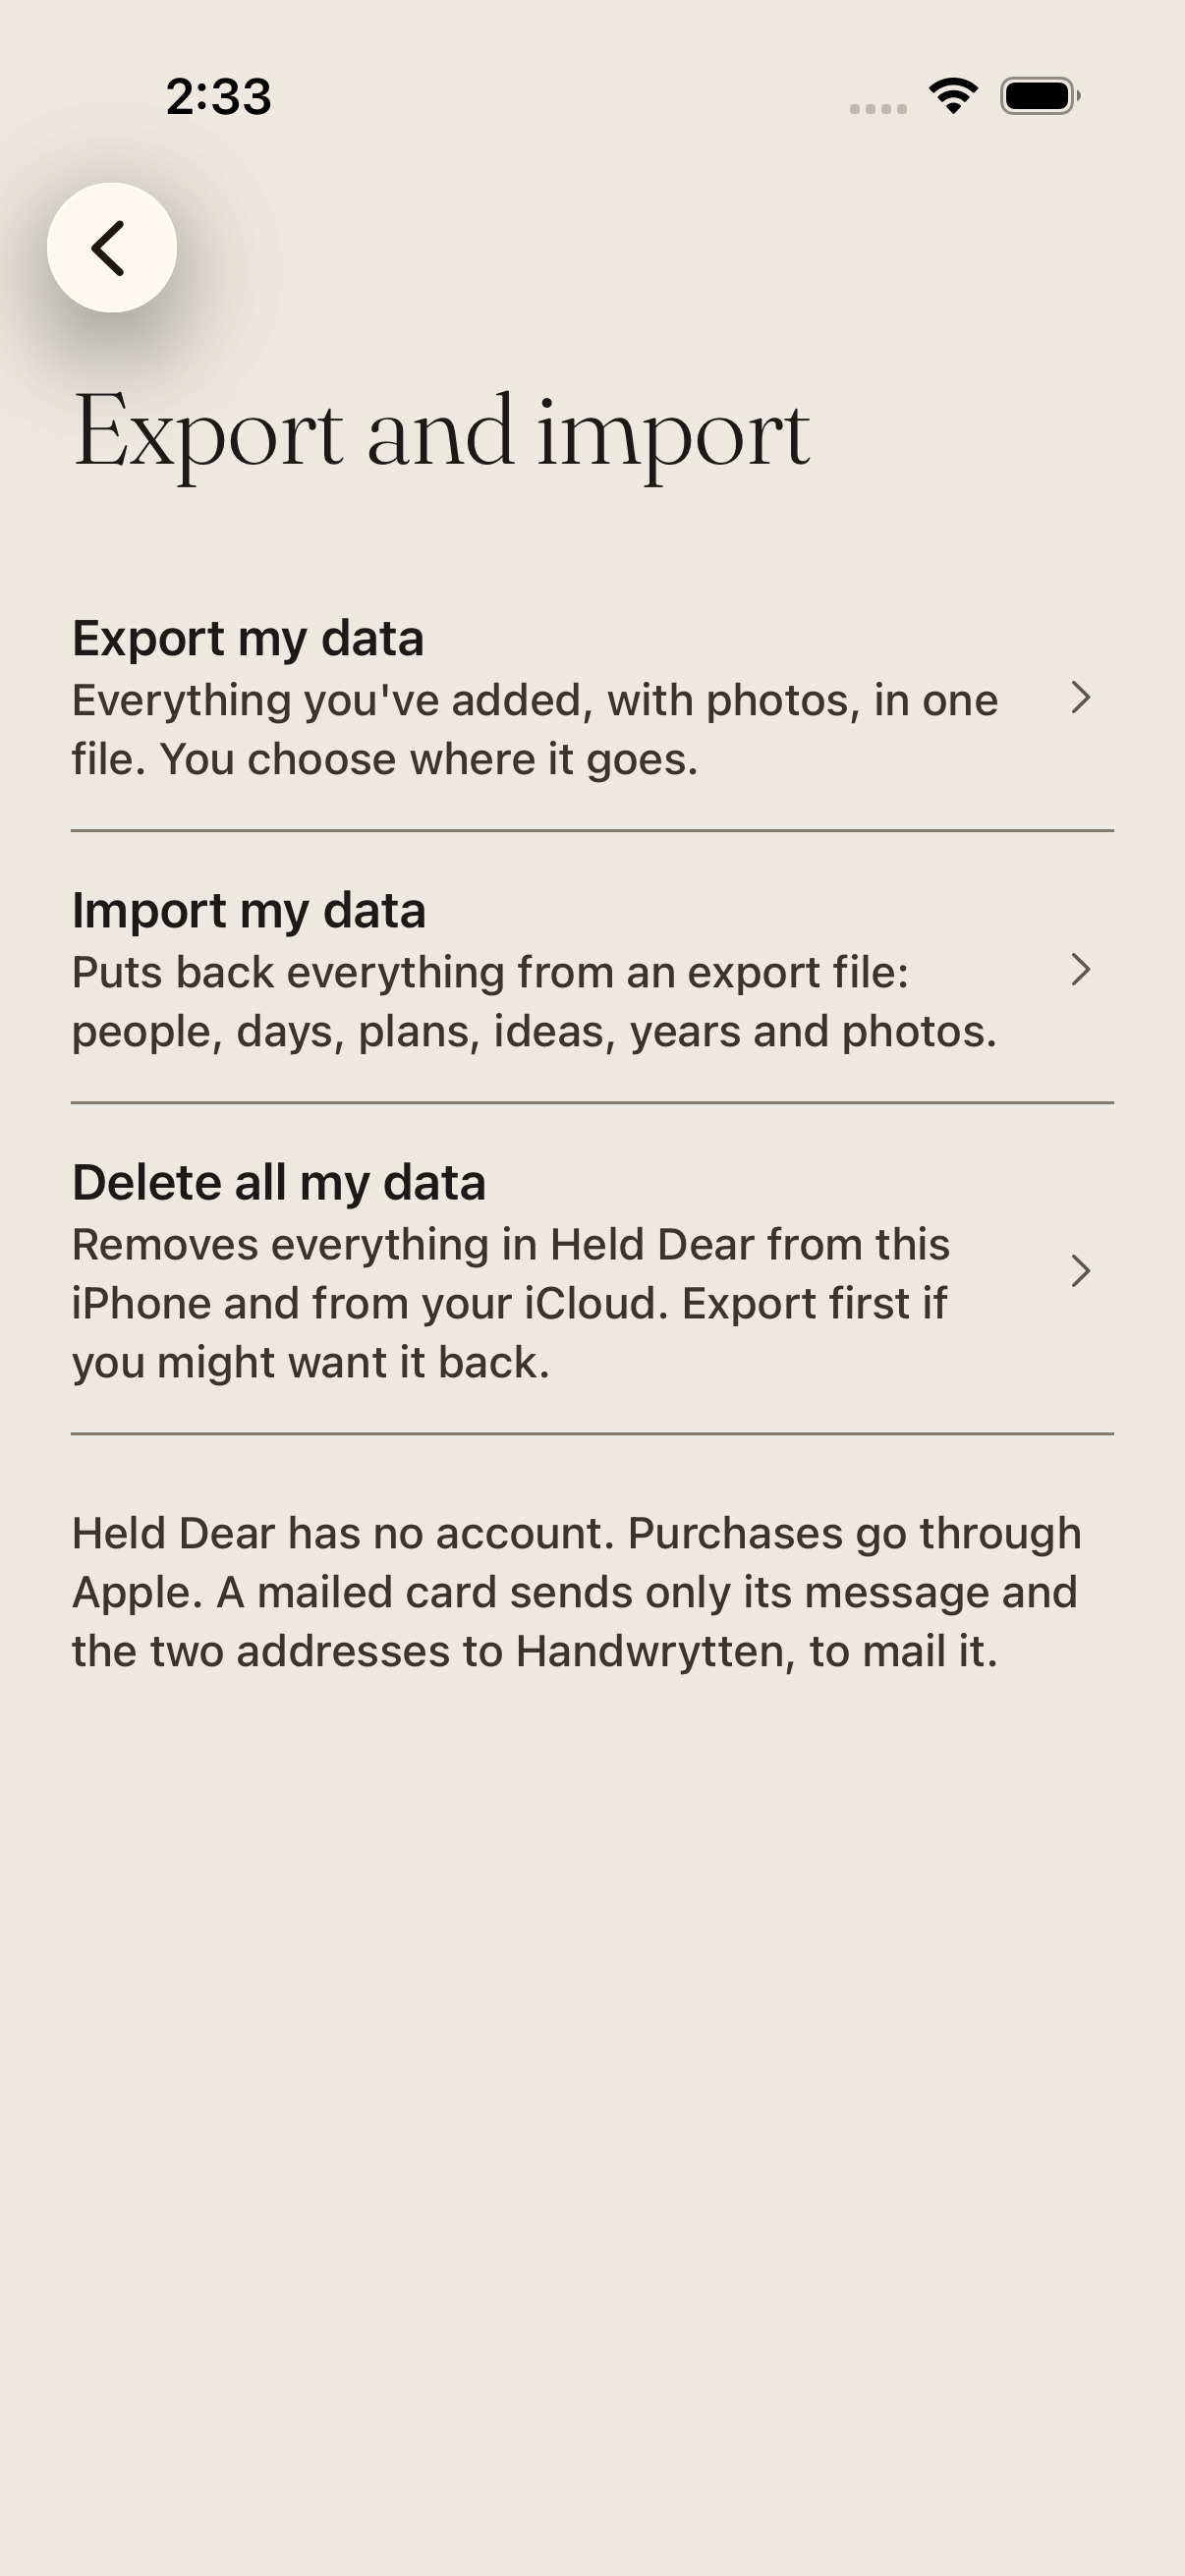 2:33
Export and import
Export my data
Everything you've added, with photos, in one
file. You choose where it goes.
Import my data
Puts back everything from an export file:
people, days, plans, ideas, years and photos.
Delete all my data
Removes everything in Held Dear from this
iPhone and from your iCloud. Export first if
you might want it back.
Held Dear has no account. Purchases go through
Apple. A mailed card sends only its message and
the two addresses to Handwrytten, to mail it.